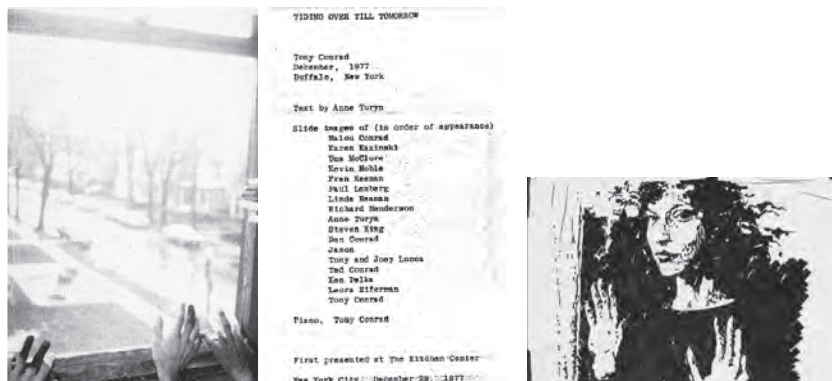 TIDING OVER TILL TOMORROW
Tony Conrad
December, 1977
Buffalo, New York
Text by Anne Turyn
Slide images of (in order of appearance)
Malou Conrad
Karen Kazinski
Una McClure
Kevin Noble
Fran Keenan
Paul Lemberg
Linda Neaman
Richard Henderson
Anne Turyn
Steven King
Dan Conrad
Jason
Tony and Joey Lucca
Ted Conrad
Ken Pelka
Leora Eiferman
Tony Conrad
Piano, Tony Conrad
First presented at The Kitchen Center
New York City, December 29, 1977